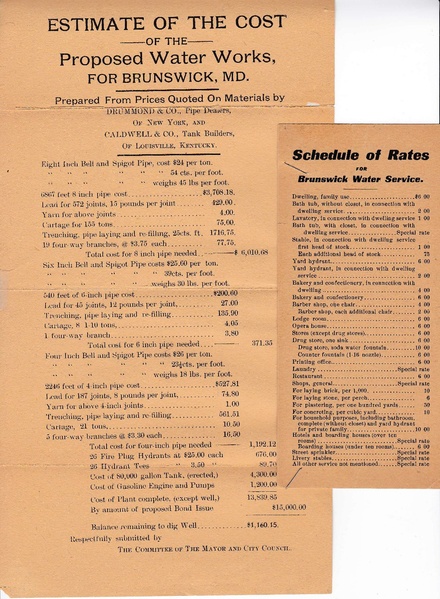 ESTIMATE OF THE COST
OF THE
Proposed Water Works,
FOR BRUNSWICK, MD.
Prepared From Prices Quoted On Materials by
DRUMMOND & CO., Pipe Dealers,
OF NEW YORK, AND
CALDWELL & CO., Tank Builders,
OF LOUISVILLE, KENTUCKY.
Eight Inch Belt and Spigot Pipe, cost $24 per ton.
" " " " " " 54 cts. per foot.
" " " " " weighs 45 lbs per foot.
6867 feet 8 inch pipe cost $3,708.18.
Lead for 572 joints, 15 pounds per joint 429.00.
Yarn for above joints 4.00.
Cartage for 155 tons 75.00.
Trenching, pipe laying and re-filling, 25cts. ft. 1716.75.
19 four-way branches, @ $3.75 each 77.75.
Total cost for 8 inch pipe needed $ 6,010.68
Six Inch Belt and Spigot Pipe costs $25.60 per ton.
" " " " " " 39cts. per foot.
" " " " " weighs 30 lbs. per foot.
540 feet of 6-inch pipe cost $200.60
Lead for 45 joints, 12 pounds per joint 27.00
Trenching, pipe laying and re-filling 135.90
Cartage, 8 1-10 tons 4.05
1 four-way branch 3.80
Total cost for 6 inch pipe needed 371.35
Four Inch Belt and Spigot Pipe costs $26 per ton.
" " " " " " 23½cts. per foot.
" " " " " weighs 18 lbs. per foot.
2246 feet of 4-inch pipe cost $527.81
Lead for 187 joints, 8 pounds per joint 74.80
Yarn for above 4-inch joints 1.00
Trenching, pipe laying and refilling 561.51
Cartage, 21 tons 10.50
5 four-way branches @ $3.30 each 16.50
Total cost for four-inch pipe needed 1,192.12
26 Fire Plug Hydrants at $25.00 each 676.00
26 Hydrant Tees " 3.50 " 89.70
Cost of 80,000 gallon Tank, (erected,) 4,300.00
Cost of Gasoline Engine and Pumps 1,200.00
Cost of Plant complete, (except well,) 13,839.85
By amount of proposed Bond Issue $15,000.00
Balance remaining to dig Well $1,160.15.
Respectfully submitted by
THE COMMITTEE OF THE MAYOR AND CITY COUNCIL.
Schedule of Rates
FOR
Brunswick Water Service.
Dwelling, family use $6 00
Bath tub, without closet, in connection with
dwelling service 2 00
Lavatory, in connection with dwelling service 1 00
Bath tub, with closet, in connection with
dwelling service Special rate
Stable, in connection with dwelling service
first head of stock 1 00
Each additional head of stock 75
Yard hydrant 6 00
Yard hydrant, in connection with dwelling
service 2 00
Bakery and confectionery, in connection with
dwelling 4 00
Bakery and confectionery 6 00
Barber shop, one chair 4 00
Barber shop, each additional chair 2 00
Lodge room 6 00
Opera house 6 00
Stores (except drug stores) 6 00
Drug store, one sink 6 00
Drug store, soda water fountain 10 00
Counter fountain (1-16 nozzle) 6 00
Printing office 6 00
Laundry Special rate
Restaurant 6 00
Shops, general Special rate
For laying brick, per 1,000 10
For laying stone, per perch 10
For plastering, per one hundred yards 50
For concreting, per cubic yard 10
For household purposes, including bathroom
complete (without closet) and yard hydrant
for private family 10 00
Hotels and boarding houses (over ten
rooms) Special rate
Boarding houses (under ten rooms) 6 00
Street sprinkler Special rate
Livery stables Special rate
All other service not mentioned Special rate